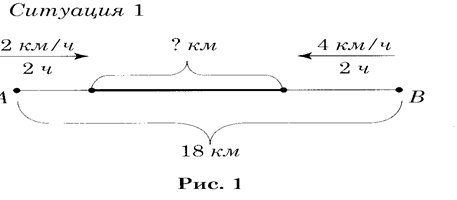 Ситуация 1
2 км/ч ? км 4 км/ч
2 ч 2 ч
A B
18 км
Рис. 1